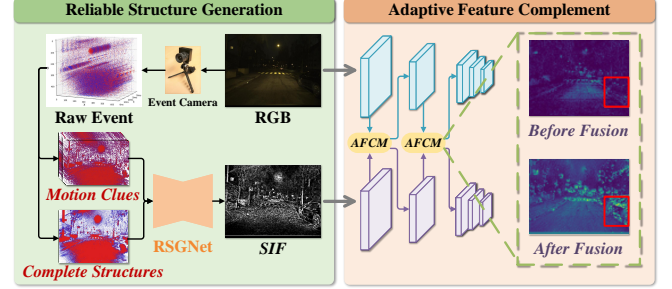 Reliable Structure Generation
Adaptive Feature Complement
Event Camera
Raw Event
RGB
Motion Clues
RSGNet
SIF
Complete Structures
AFCM
AFCM
Before Fusion
After Fusion